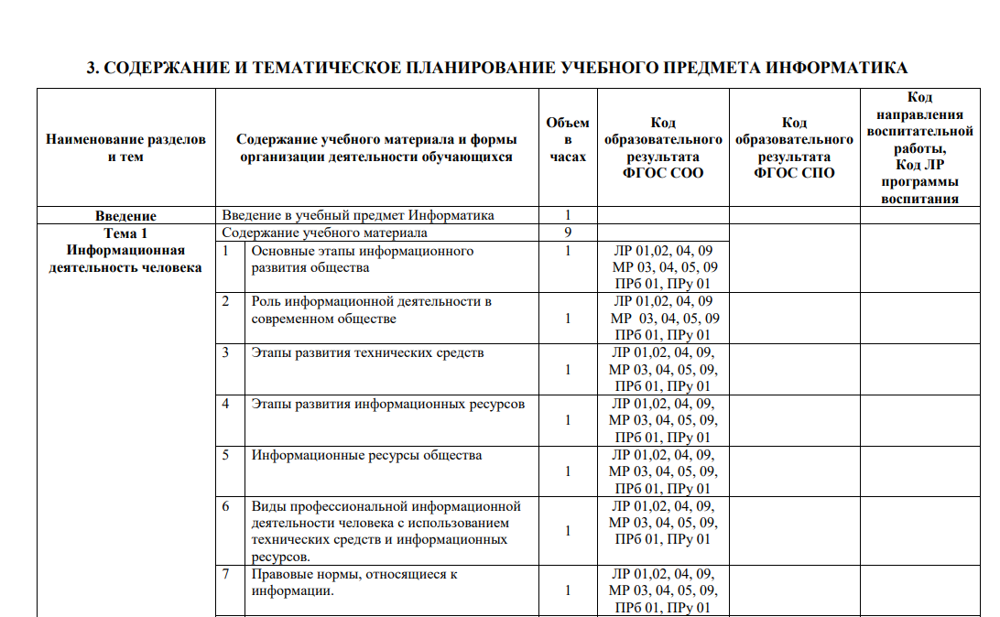 3. СОДЕРЖАНИЕ И ТЕМАТИЧЕСКОЕ ПЛАНИРОВАНИЕ УЧЕБНОГО ПРЕДМЕТА ИНФОРМАТИКА
Наименование разделов
и тем
Содержание учебного материала и формы
организации деятельности обучающихся
Объем
в
часах
Код
образовательного
результата
ФГОС СОО
Код
образовательного
результата
ФГОС СПО
Код
направления
воспитательной
работы,
Код ЛР
программы
воспитания
Введение
Введение в учебный предмет Информатика
1
Тема 1
Информационная
деятельность человека
Содержание учебного материала
9
1
Основные этапы информационного
развития общества
1
ЛР 01,02, 04, 09
МР 03, 04, 05, 09
ПРб 01, ПРу 01
2
Роль информационной деятельности в
современном обществе
1
ЛР 01,02, 04, 09
МР  03, 04, 05, 09
ПРб 01, ПРу 01
3
Этапы развития технических средств
1
ЛР 01,02, 04, 09,
МР 03, 04, 05, 09,
ПРб 01, ПРу 01
4
Этапы развития информационных ресурсов
1
ЛР 01,02, 04, 09,
МР 03, 04, 05, 09,
ПРб 01, ПРу 01
5
Информационные ресурсы общества
1
ЛР 01,02, 04, 09,
МР 03, 04, 05, 09,
ПРб 01, ПРу 01
6
Виды профессиональной информационной
деятельности человека с использованием
технических средств и информационных
ресурсов.
1
ЛР 01,02, 04, 09,
МР 03, 04, 05, 09,
ПРб 01, ПРу 01
7
Правовые нормы, относящиеся к
информации.
1
ЛР 01,02, 04, 09,
МР 03, 04, 05, 09,
ПРб 01, ПРу 01